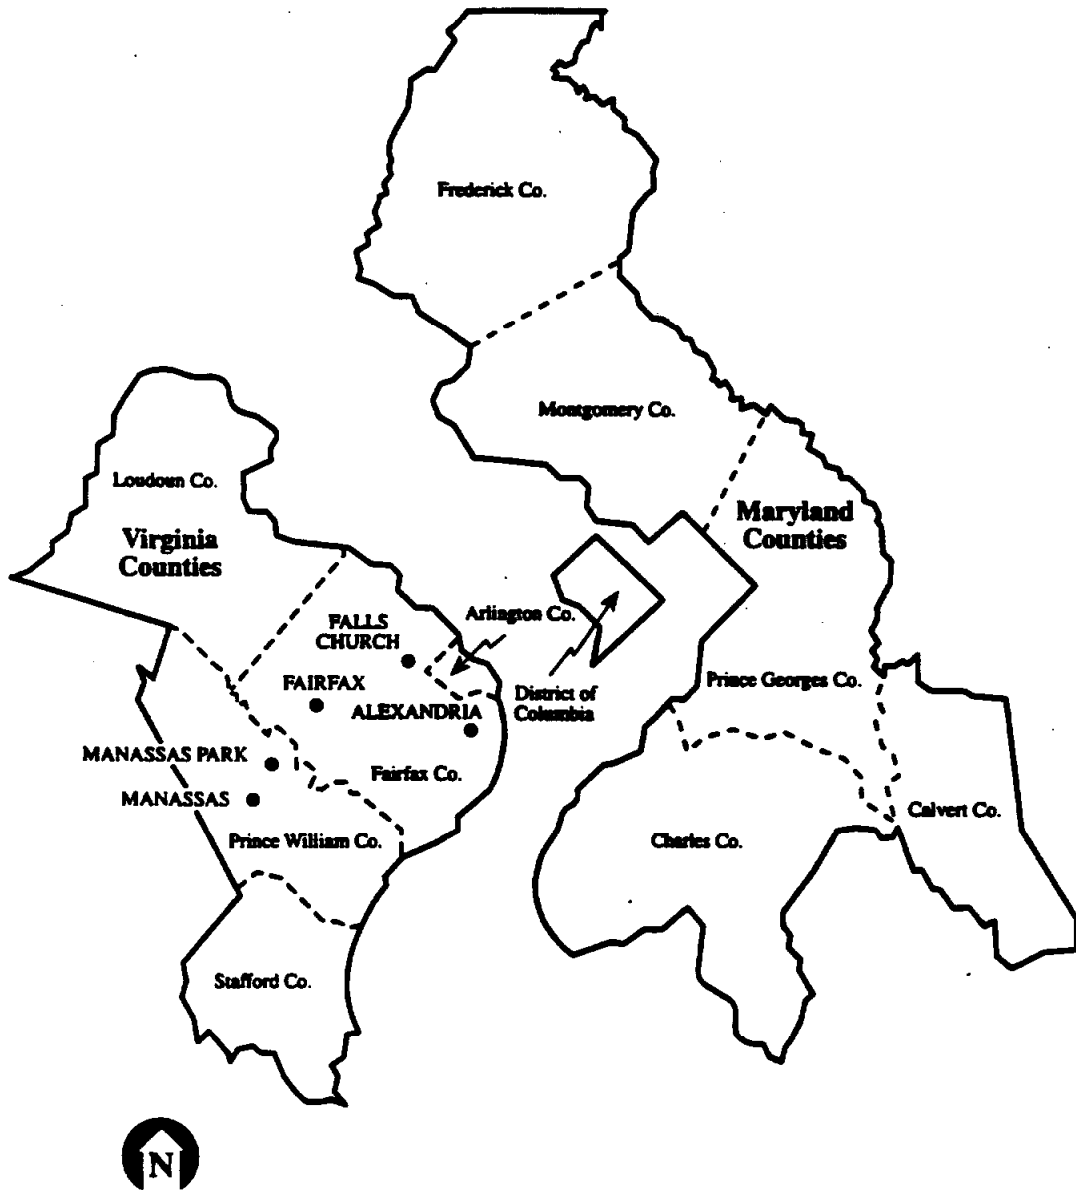 Frederick Co.
Montgomery Co.
Loudoun Co.
Virginia
Counties
Maryland
Counties
Arlington Co.
FALLS
CHURCH
FAIRFAX
ALEXANDRIA
District of
Columbia
Prince Georges Co.
MANASSAS PARK
Fairfax Co.
MANASSAS
Prince William Co.
Charles Co.
Calvert Co.
Stafford Co.
N